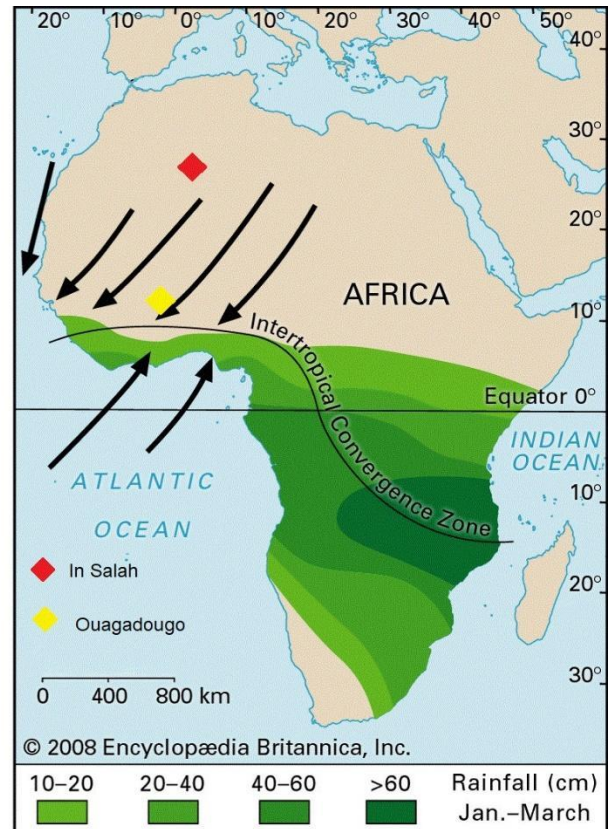 20° 10° 0° 10° 20° 30° 40° 50°
40°
30°
20°
AFRICA
10°
Intertropical Convergence Zone
Equator 0°
INDIAN
OCEAN
ATLANTIC
OCEAN
10°
In Salah
20°
Ouagadougo
0 400 800 km
30°
© 2008 Encyclopædia Britannica, Inc.
10–20 20–40 40–60 >60 Rainfall (cm)
Jan.–March